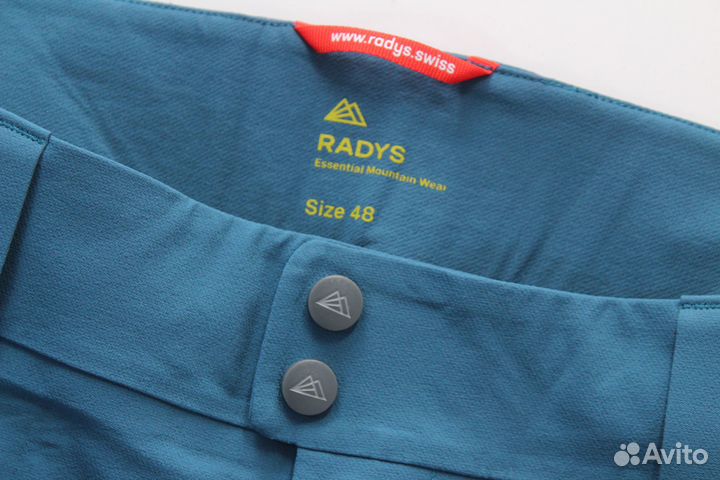 www.radys.swiss
RADYS
Essential Mountain Wear
Size 48
Avito